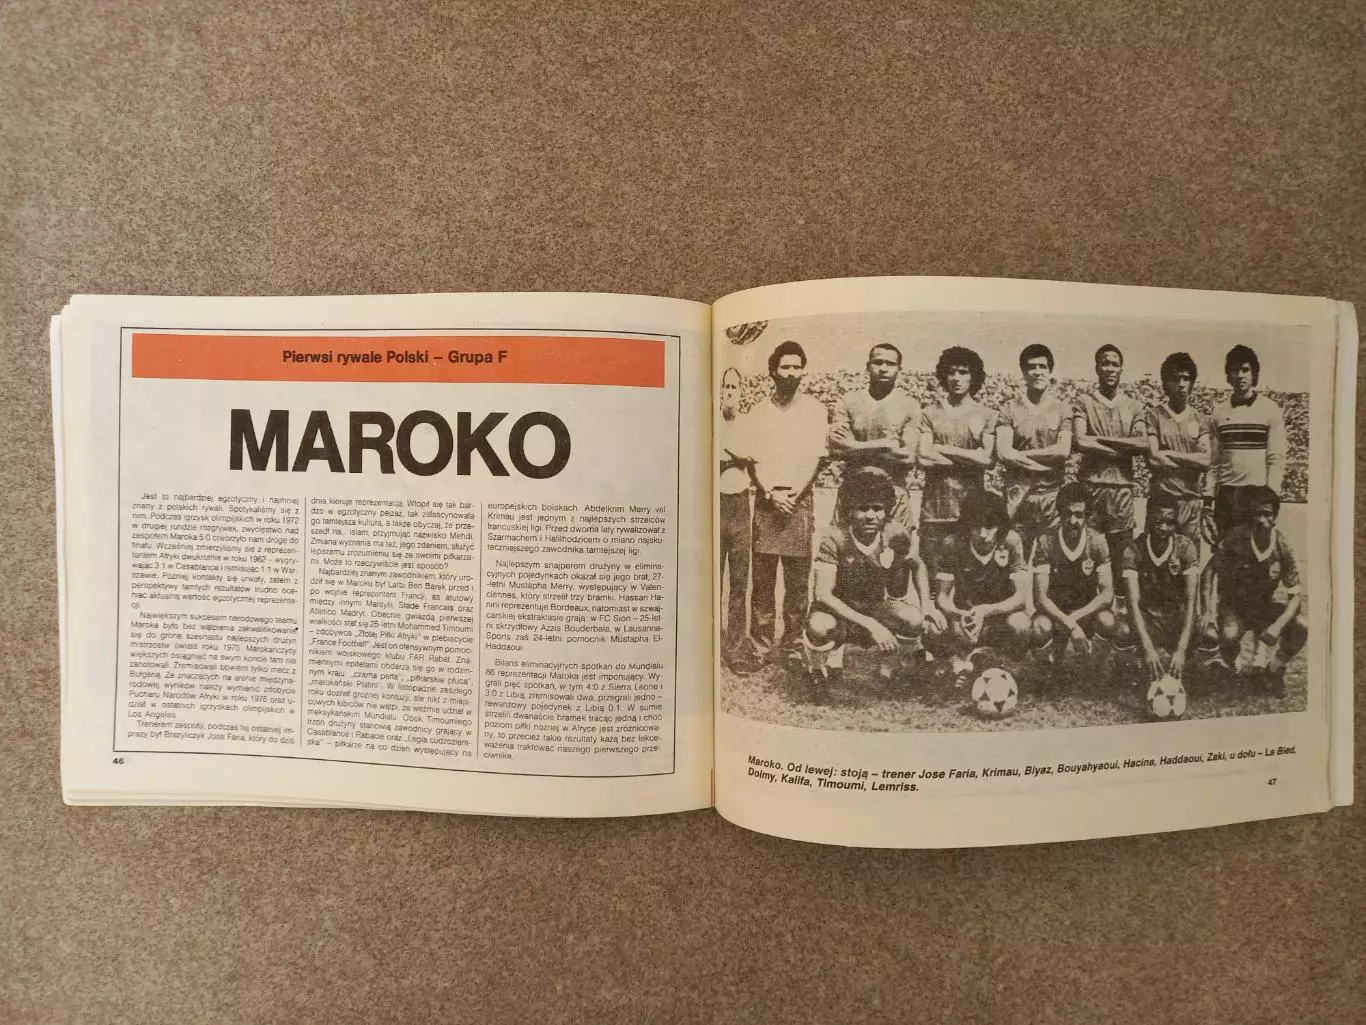 Pierwsi rywale Polski – Grupa F
MAROKO
Jest to najbardziej egzotyczny i najmniej
znany z polskich rywali. Spotykaliśmy się z
nim. Podczas igrzysk olimpijskich w roku 1972
w drugiej rundzie rozgrywek, zwycięstwo nad
zespołem Maroka 5:0 otworzyło nam drogę do
finału. Wcześniej zmierzyliśmy się z reprezen-
tantem Afryki dwukrotnie w roku 1962 – wygry-
wając 3:1 w Casablance i remisując 1:1 w War-
szawie. Później kontakty się urwały, zatem z
perspektywy tamtych rezultatów trudno oce-
niać aktualną wartość egzotycznej reprezenta-
cji.
Największym sukcesem narodowego teamu
Maroka było bez wątpienia zakwalifikowanie
się do grona szesnastu najlepszych drużyn
mistrzostw świata roku 1970. Marokańczycy
większych osiągnięć na swym koncie tam nie
zanotowali. Zremisowali bowiem tylko mecz z
Bułgarią. Ze znaczących na arenie międzyna-
rodowej wyników należy wymienić zdobycie
Pucharu Narodów Afryki w roku 1976 oraz u-
dział w ostatnich igrzyskach olimpijskich w
Los Angeles.
Trenerem zespołu, podczas tej ostatniej im-
prezy był Brazylijczyk Jose Faria, który do dziś
dnia kieruje reprezentacją. Wtopił się tak bar-
dzo w egzotyczny pejzaż, tak zafascynowała
go tamtejsza kultura, a także obyczaj, że prze-
szedł na... islam, przyjmując nazwisko Mehdi.
Zmiana wyznania ma też, jego zdaniem, służyć
lepszemu zrozumieniu się ze swoimi piłkarza-
mi. Może to rzeczywiście jest sposób?
Najbardziej znanym zawodnikiem, który uro-
dził się w Maroku był Larbi Ben Barek przed i
po wojnie reprezentant Francji, as atutowy
między innymi Marsylii, Stade Francais oraz
Atletico Madryt. Obecnie gwiazdą pierwszej
wielkości stał się 25-letni Mohammed Timoumi
– zdobywca „Złotej Piłki Afryki” w plebiscycie
„France Football”. Jest on ofensywnym pomoc-
nikiem wojskowego klubu FAR Rabat. Zna-
miennymi epitetami obdarza się go w rodzin-
nym kraju: „czarna perła”, „piłkarskie płuca”,
„marokański Platini”. W listopadzie zeszłego
roku doznał groźnej kontuzji, ale nikt z miejs-
cowych kibiców nie wątpi, że weźmie udział w
meksykańskim Mundialu. Obok Timoumiego
trzon drużyny stanowią zawodnicy grający w
Casablance i Rabacie oraz „Legia cudzoziem-
ska” – piłkarze na co dzień występujący na
europejskich boiskach. Abdelkrim Merry vel
Krimau jest jednym z najlepszych strzelców
francuskiej ligi. Przed dwoma laty rywalizował z
Szarmachem i Halilhodzicem o miano najsku-
teczniejszego zawodnika tamtejszej ligi.
Najlepszym snajperem drużyny w elimina-
cyjnych pojedynkach okazał się jego brat, 27-
-letni Mustapha Merry, występujący w Valen-
ciennes, który strzelił trzy bramki. Hassan Ha-
nini reprezentuje Bordeaux, natomiast w szwaj-
carskiej ekstraklasie grają: w FC Sion – 25-let-
ni skrzydłowy Azzis Bouderbala, w Lausanne-
Sports zaś 24-letni pomocnik Mustapha El-
Haddaoui.
Bilans eliminacyjnych spotkań do Mundialu
86 reprezentacji Maroka jest imponujący. Wy-
grali pięć spotkań, w tym 4:0 z Sierra Leone i
3:0 z Libią, zremisowali dwa, przegrali jedno –
rewanżowy pojedynek z Libią 0:1. W sumie
strzelili dwanaście bramek tracąc jedną i choć
poziom piłki nożnej w Afryce jest zróżnicowa-
ny, to przecież takie rezultaty każą bez lekce-
ważenia traktować naszego pierwszego prze-
ciwnika.
46
Maroko. Od lewej: stoją – trener Jose Faria, Krimau, Biyaz, Bouyahyaoui, Hacina, Haddaoui, Zaki, u dołu – La Bied,
Dolmy, Kalifa, Timoumi, Lemriss.
47